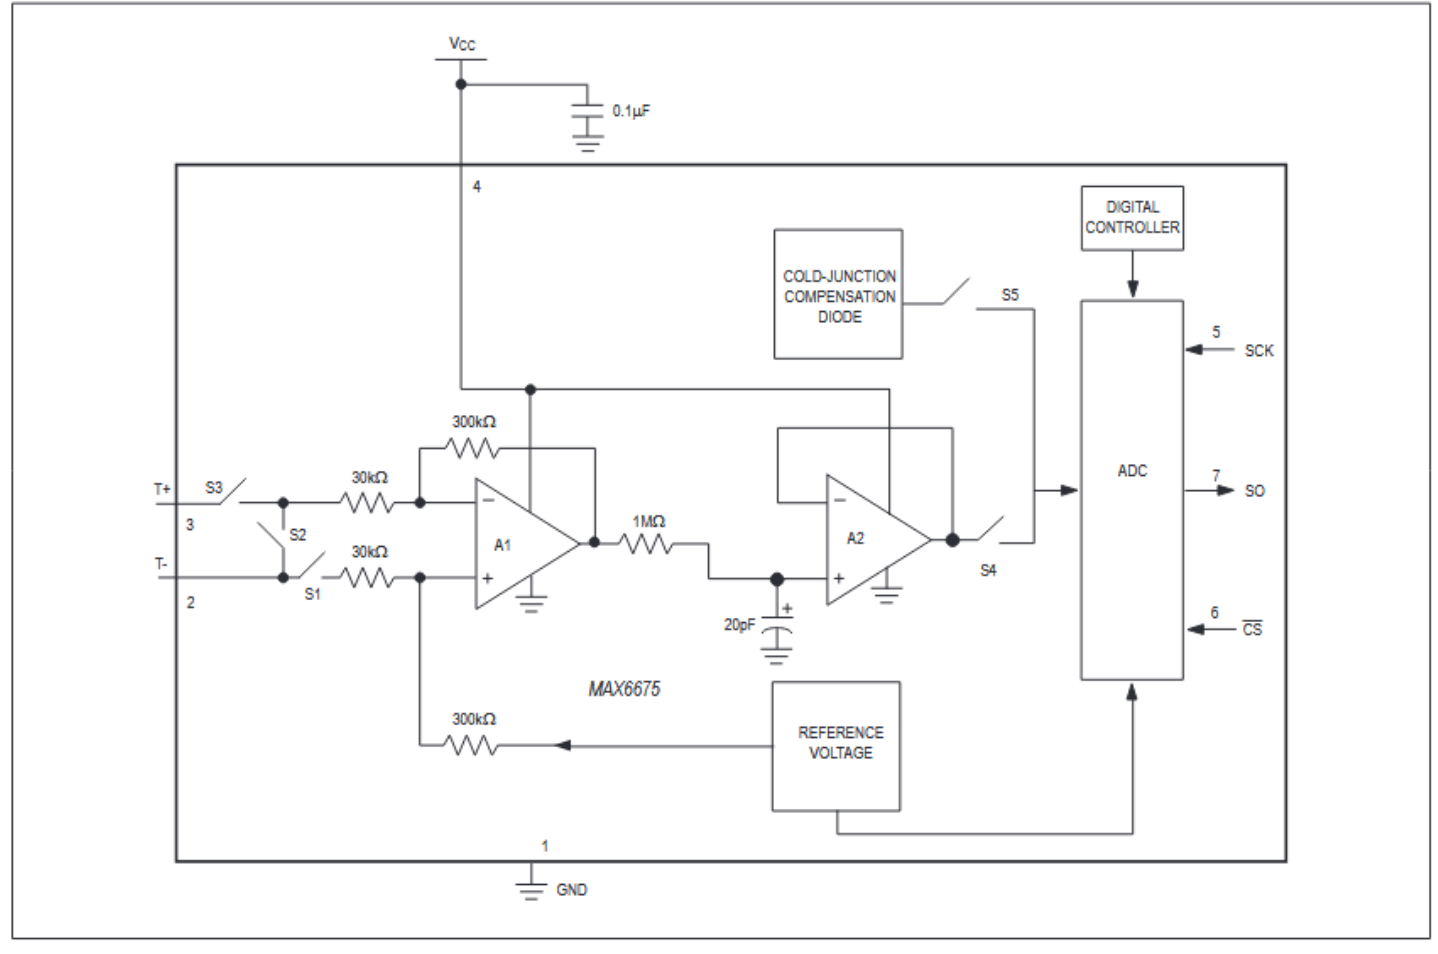 VCC
0.1μF
4
DIGITAL
CONTROLLER
COLD-JUNCTION
COMPENSATION
DIODE
S5
5
SCK
300kΩ
ADC
T+
S3
30kΩ
7
SO
3
S2
1MΩ
A1
A2
T-
30kΩ
S1
S4
2
20pF
+
6
CS
MAX6675
300kΩ
REFERENCE
VOLTAGE
1
GND